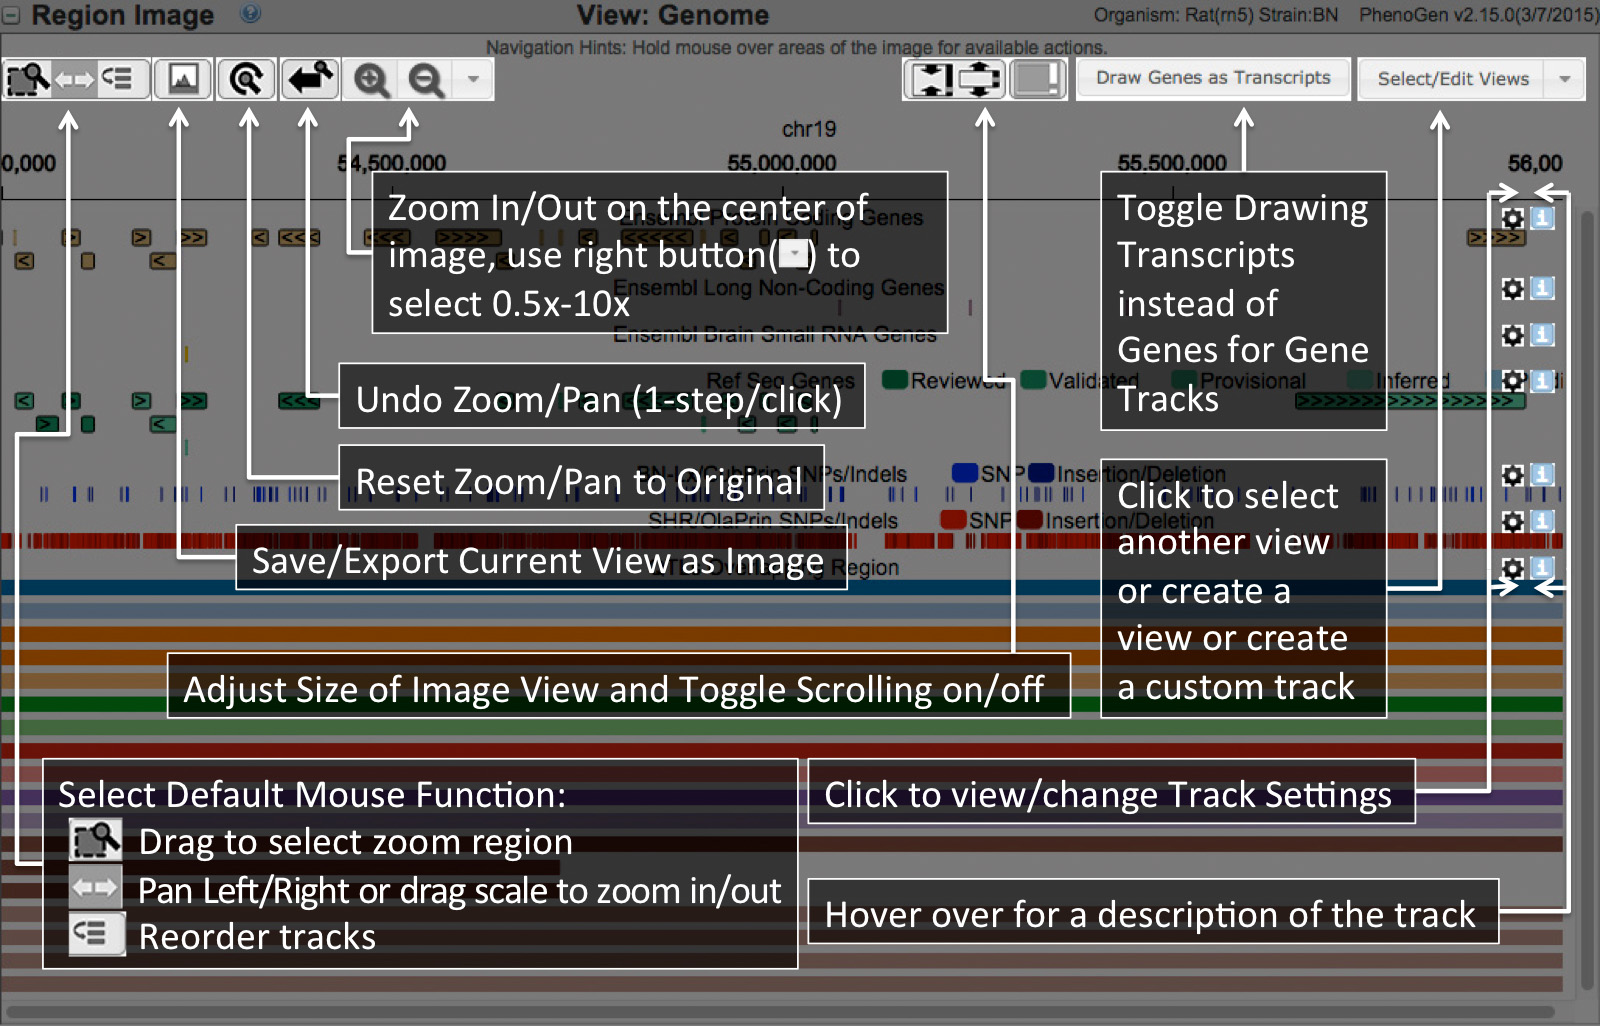 Region Image
View: Genome
Organism: Rat(rn5) Strain:BN PhenoGen v2.15.0(3/7/2015)
Navigation Hints: Hold mouse over areas of the image for available actions.
Draw Genes as Transcripts
Select/Edit Views
chr19
0,000 54,500,000 55,000,000 55,500,000 56,00
Zoom In/Out on the center of
image, use right button( ) to
select 0.5x-10x
Toggle Drawing
Transcripts
instead of
Genes for Gene
Tracks
Ensembl Protein Coding Genes
Ensembl Long Non-Coding Genes
Ensembl Brain Small RNA Genes
Ref Seq Genes Reviewed Validated Provisional Inferred
Undo Zoom/Pan (1-step/click)
Reset Zoom/Pan to Original
BN-Lx/CubPrin SNPs/Indels SNP Insertion/Deletion
SHR/OlaPrin SNPs/Indels SNP Insertion/Deletion
Save/Export Current View as Image
QTLs Overlapping Region
Click to select
another view
or create a
view or create
a custom track
Adjust Size of Image View and Toggle Scrolling on/off
Select Default Mouse Function:
Drag to select zoom region
Pan Left/Right or drag scale to zoom in/out
Reorder tracks
Click to view/change Track Settings
Hover over for a description of the track